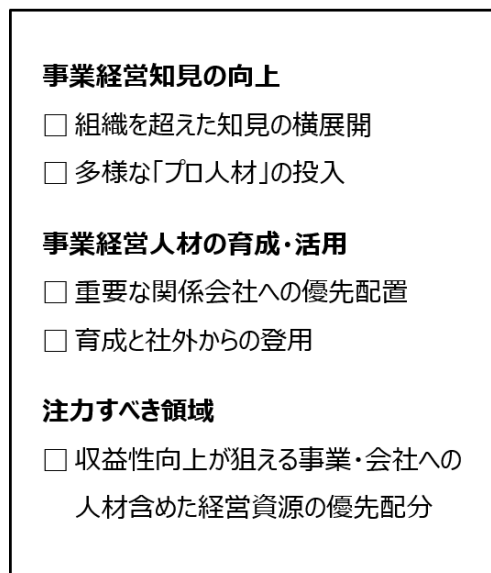 事業経営知見の向上
□ 組織を超えた知見の横展開
□ 多様な「プロ人材」の投入
事業経営人材の育成・活用
□ 重要な関係会社への優先配置
□ 育成と社外からの登用
注力すべき領域
□ 収益性向上が狙える事業・会社への
人材含めた経営資源の優先配分